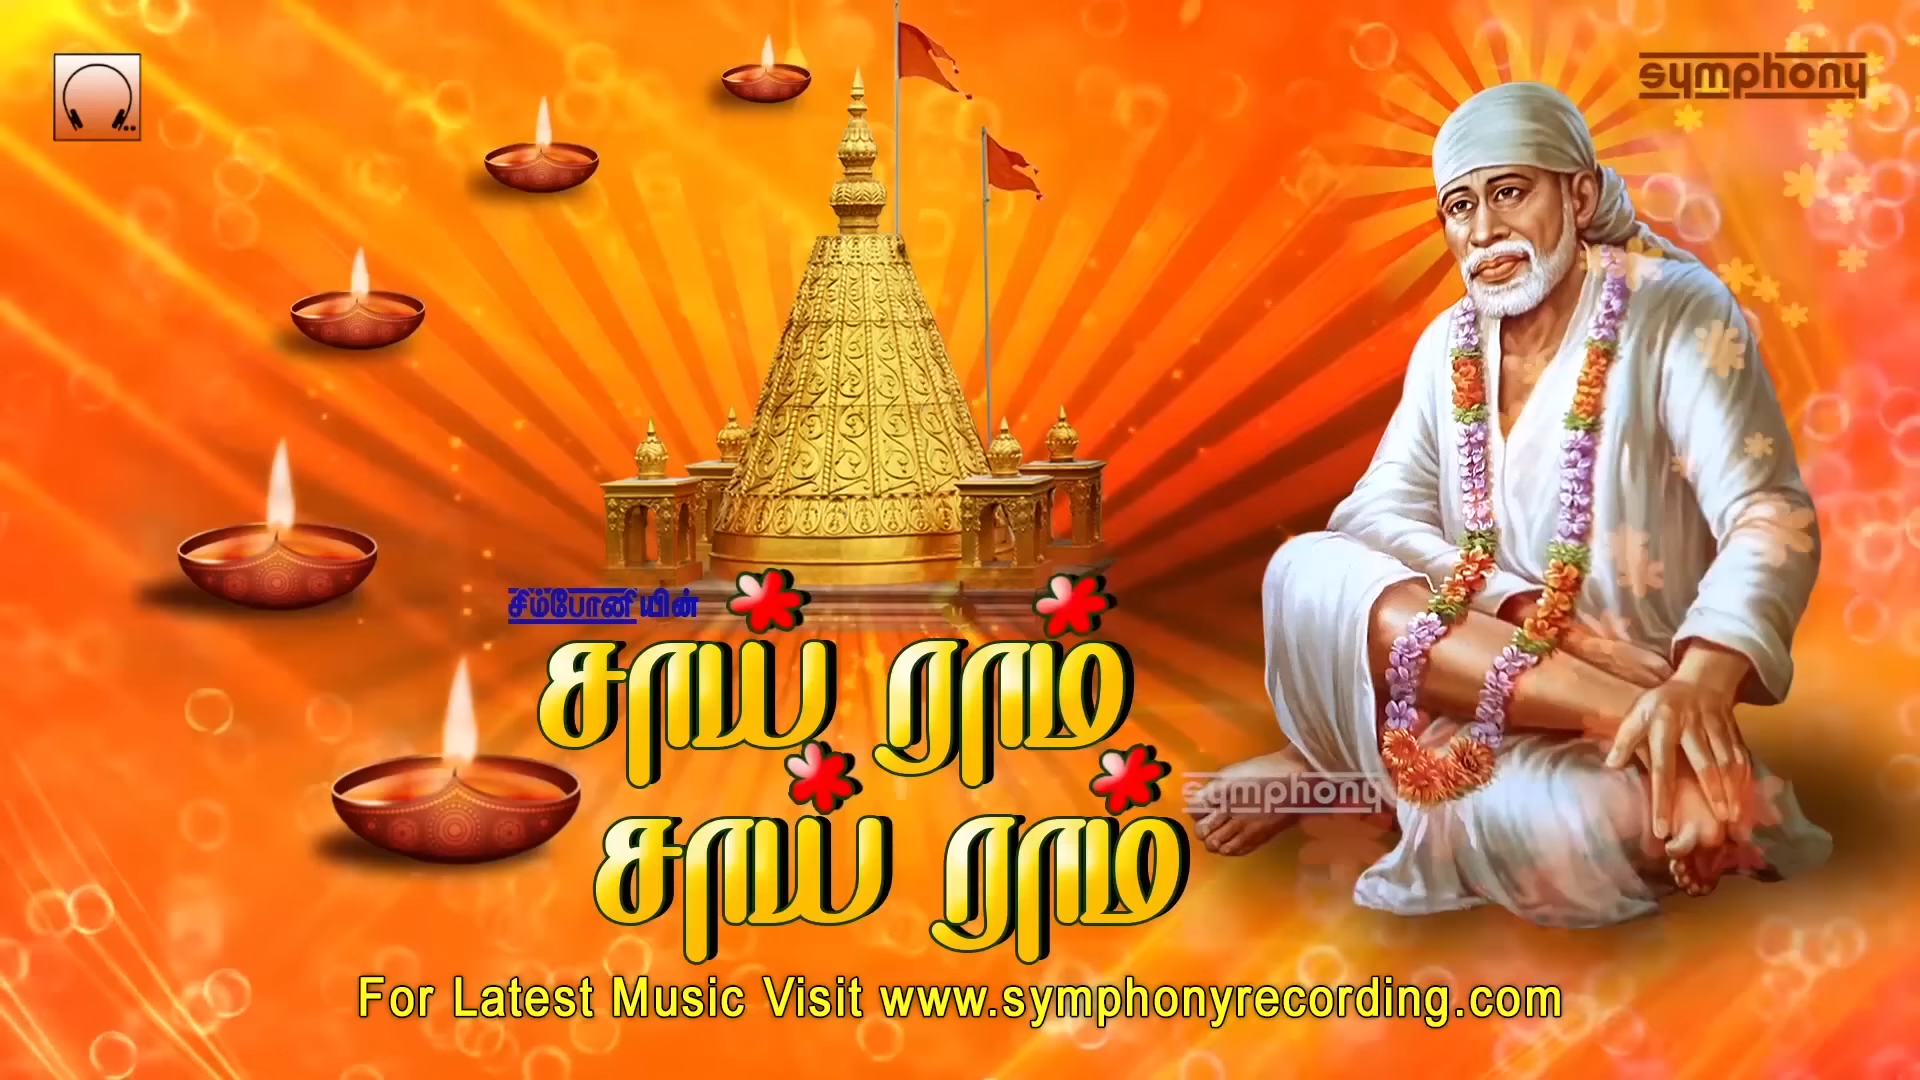 symphony
சிம்போனியின்
சாய் ராம்
சாய் ராம்
symphony
For Latest Music Visit www.symphonyrecording.com